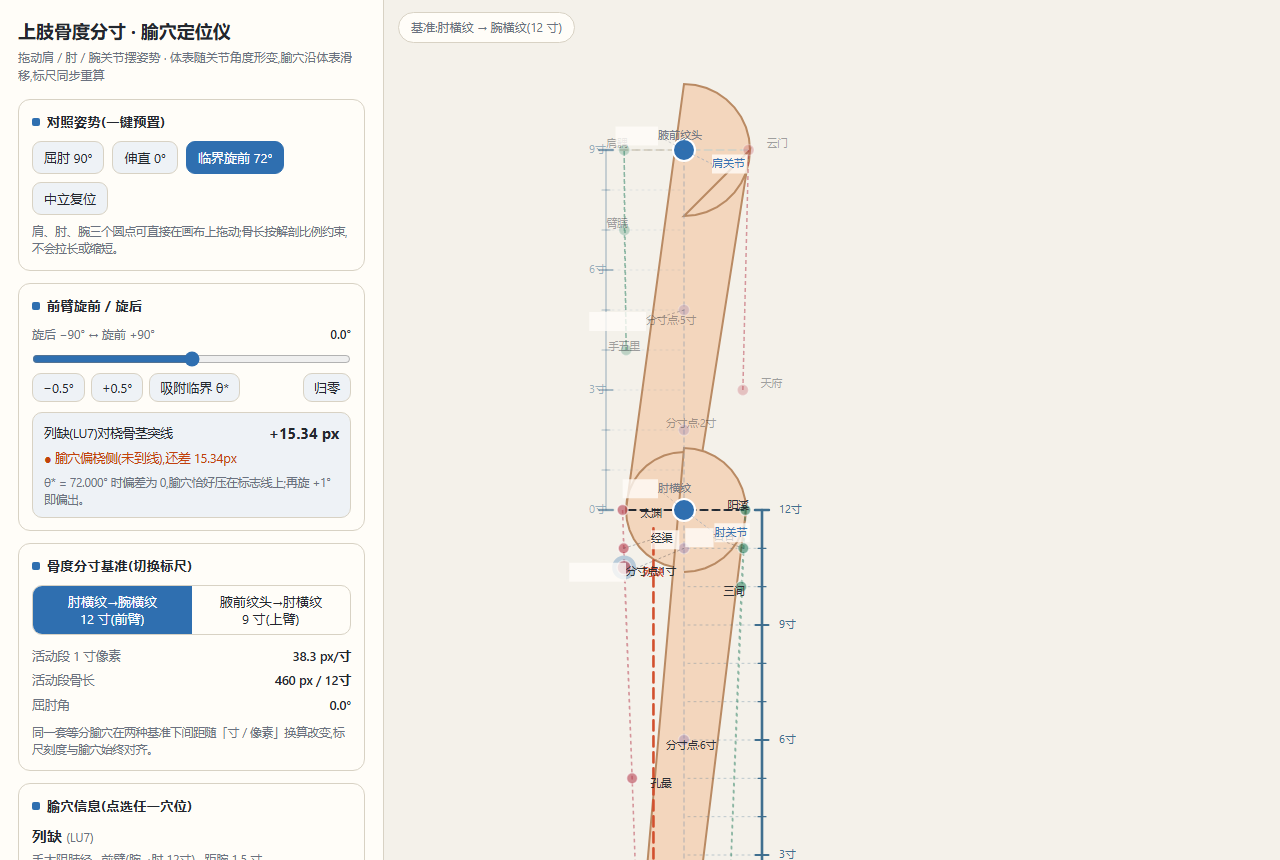 上肢骨度分寸 · 腧穴定位仪
拖动肩 / 肘 / 腕关节摆姿势 · 体表随关节角度形变,腧穴沿体表滑
移,标尺同步重算
对照姿势(一键预置)
屈肘 90°
伸直 0°
临界旋前 72°
中立复位
肩、肘、腕三个圆点可直接在画布上拖动;骨长按解剖比例约束,
不会拉长或缩短。
前臂旋前 / 旋后
旋后 −90° ↔ 旋前 +90°
0.0°
−0.5°
+0.5°
吸附临界 θ*
归零
列缺(LU7)对桡骨茎突线
+15.34 px
● 腧穴偏桡侧(未到线),还差 15.34px
θ* = 72.000° 时偏差为 0,腧穴恰好压在标志线上;再旋 +1°
即偏出。
骨度分寸基准(切换标尺)
肘横纹→腕横纹
12 寸(前臂)
腋前纹头→肘横纹
9 寸(上臂)
活动段 1 寸像素
38.3 px/寸
活动段骨长
460 px / 12寸
屈肘角
0.0°
同一套等分腧穴在两种基准下间距随「寸 / 像素」换算改变,标
尺刻度与腧穴始终对齐。
腧穴信息(点选任一穴位)
列缺 (LU7)
基准:肘横纹 → 腕横纹(12 寸)
腋前纹头
云门
9寸
肩关节
臂臑
6寸
分寸点·5寸
手五里
3寸
天府
分寸点·2寸
肘横纹
0寸
太渊
阳溪
12寸
经渠
肘关节
三间
9寸
分寸点·6寸
6寸
孔最
3寸